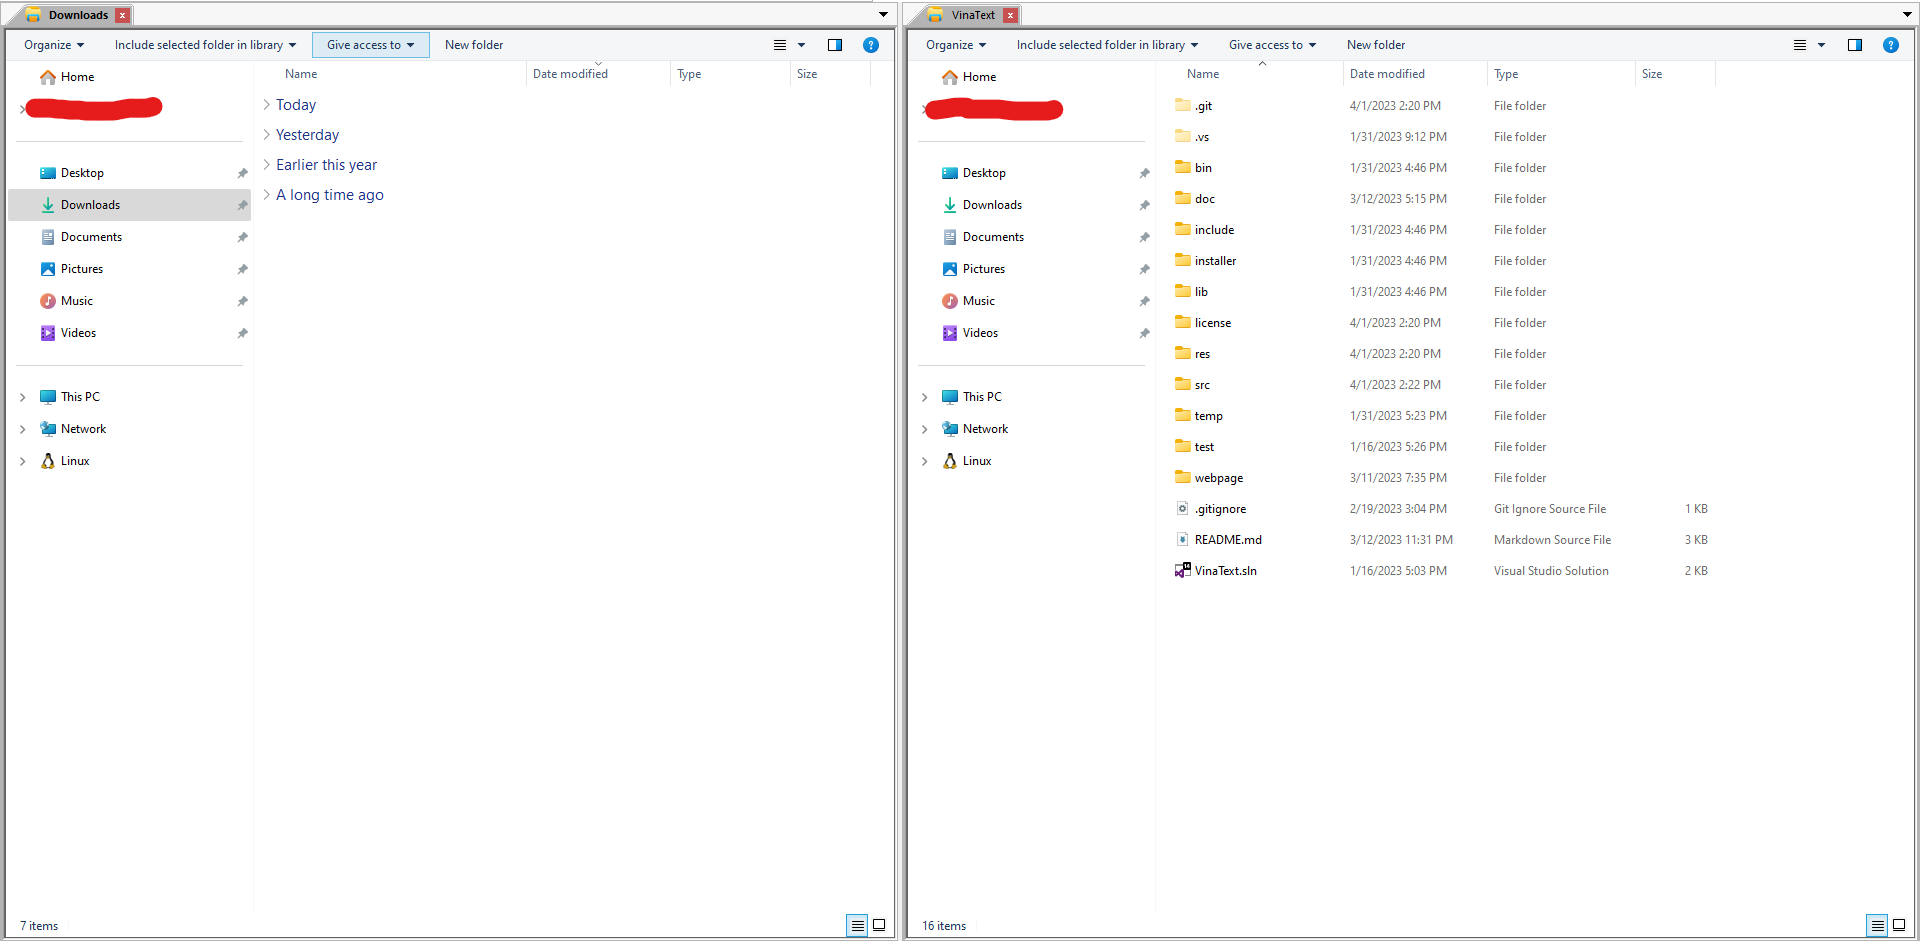 Downloads
Organize Include selected folder in library Give access to New folder
Name Date modified Type Size
Home
Desktop
Downloads
Documents
Pictures
Music
Videos
This PC
Network
Linux
Today
Yesterday
Earlier this year
A long time ago
7 items
VinaText
Organize Include selected folder in library Give access to New folder
Home
Desktop
Downloads
Documents
Pictures
Music
Videos
This PC
Network
Linux
Name Date modified Type Size
.git 4/1/2023 2:20 PM File folder
.vs 1/31/2023 9:12 PM File folder
bin 1/31/2023 4:46 PM File folder
doc 3/12/2023 5:15 PM File folder
include 1/31/2023 4:46 PM File folder
installer 1/31/2023 4:46 PM File folder
lib 1/31/2023 4:46 PM File folder
license 4/1/2023 2:20 PM File folder
res 4/1/2023 2:20 PM File folder
src 4/1/2023 2:22 PM File folder
temp 1/31/2023 5:23 PM File folder
test 1/16/2023 5:26 PM File folder
webpage 3/11/2023 7:35 PM File folder
.gitignore 2/19/2023 3:04 PM Git Ignore Source File 1 KB
README.md 3/12/2023 11:31 PM Markdown Source File 3 KB
VinaText.sln 1/16/2023 5:03 PM Visual Studio Solution 2 KB
16 items